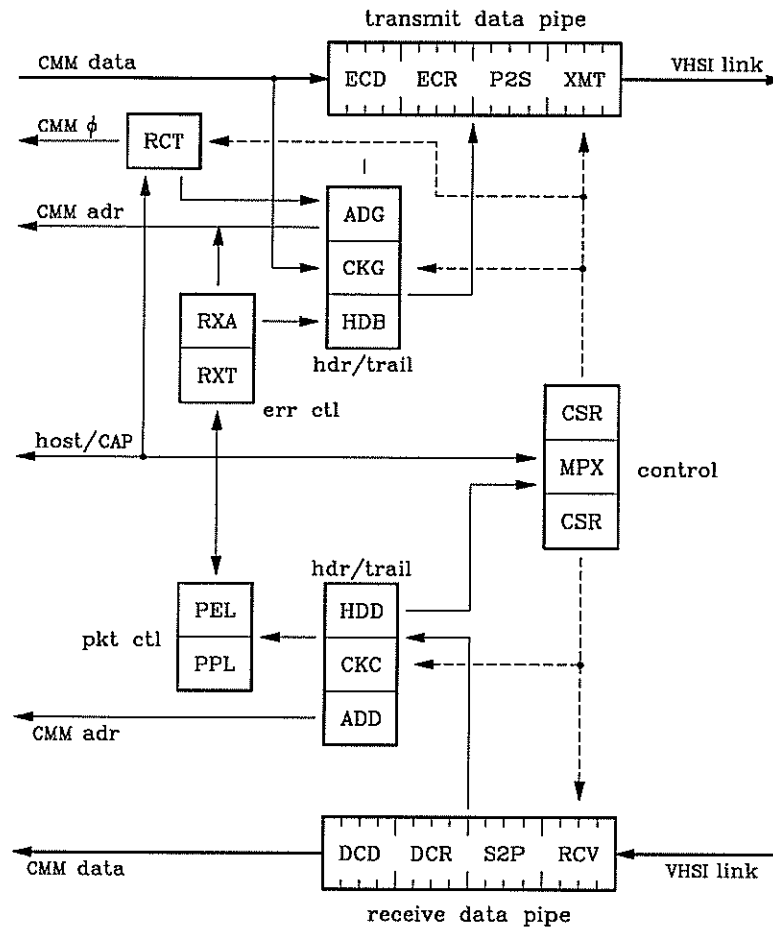 transmit data pipe
CMM data
ECD ECR P2S XMT
VHSI link
CMM ϕ
RCT
CMM adr
ADG
CKG
HDB
hdr/trail
RXA
RXT
err ctl
host/CAP
CSR
MPX
CSR
control
hdr/trail
PEL
PPL
pkt ctl
HDD
CKC
ADD
CMM adr
DCD DCR S2P RCV
CMM data
VHSI link
receive data pipe